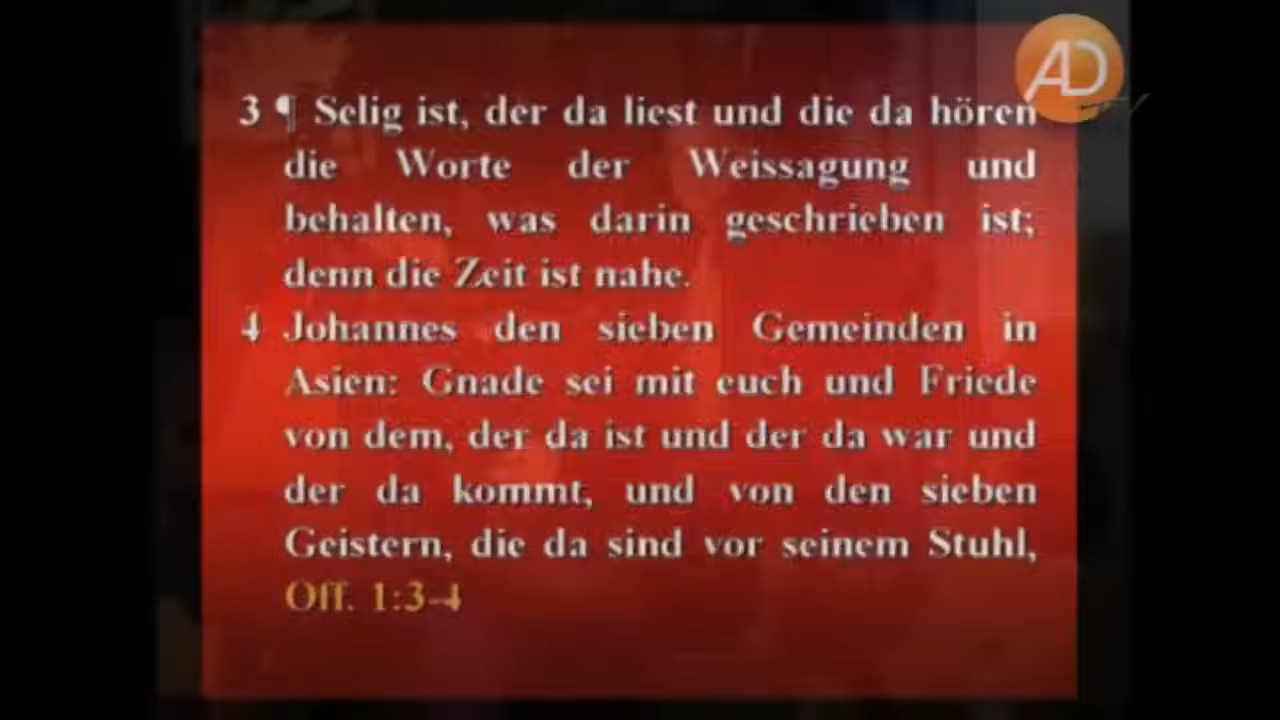 AD
TV
3 ¶ Selig ist, der da liest und die da hören
die Worte der Weissagung und
behalten, was darin geschrieben ist;
denn die Zeit ist nahe.
4 Johannes den sieben Gemeinden in
Asien: Gnade sei mit euch und Friede
von dem, der da ist und der da war und
der da kommt, und von den sieben
Geistern, die da sind vor seinem Stuhl,
Off. 1:3-4